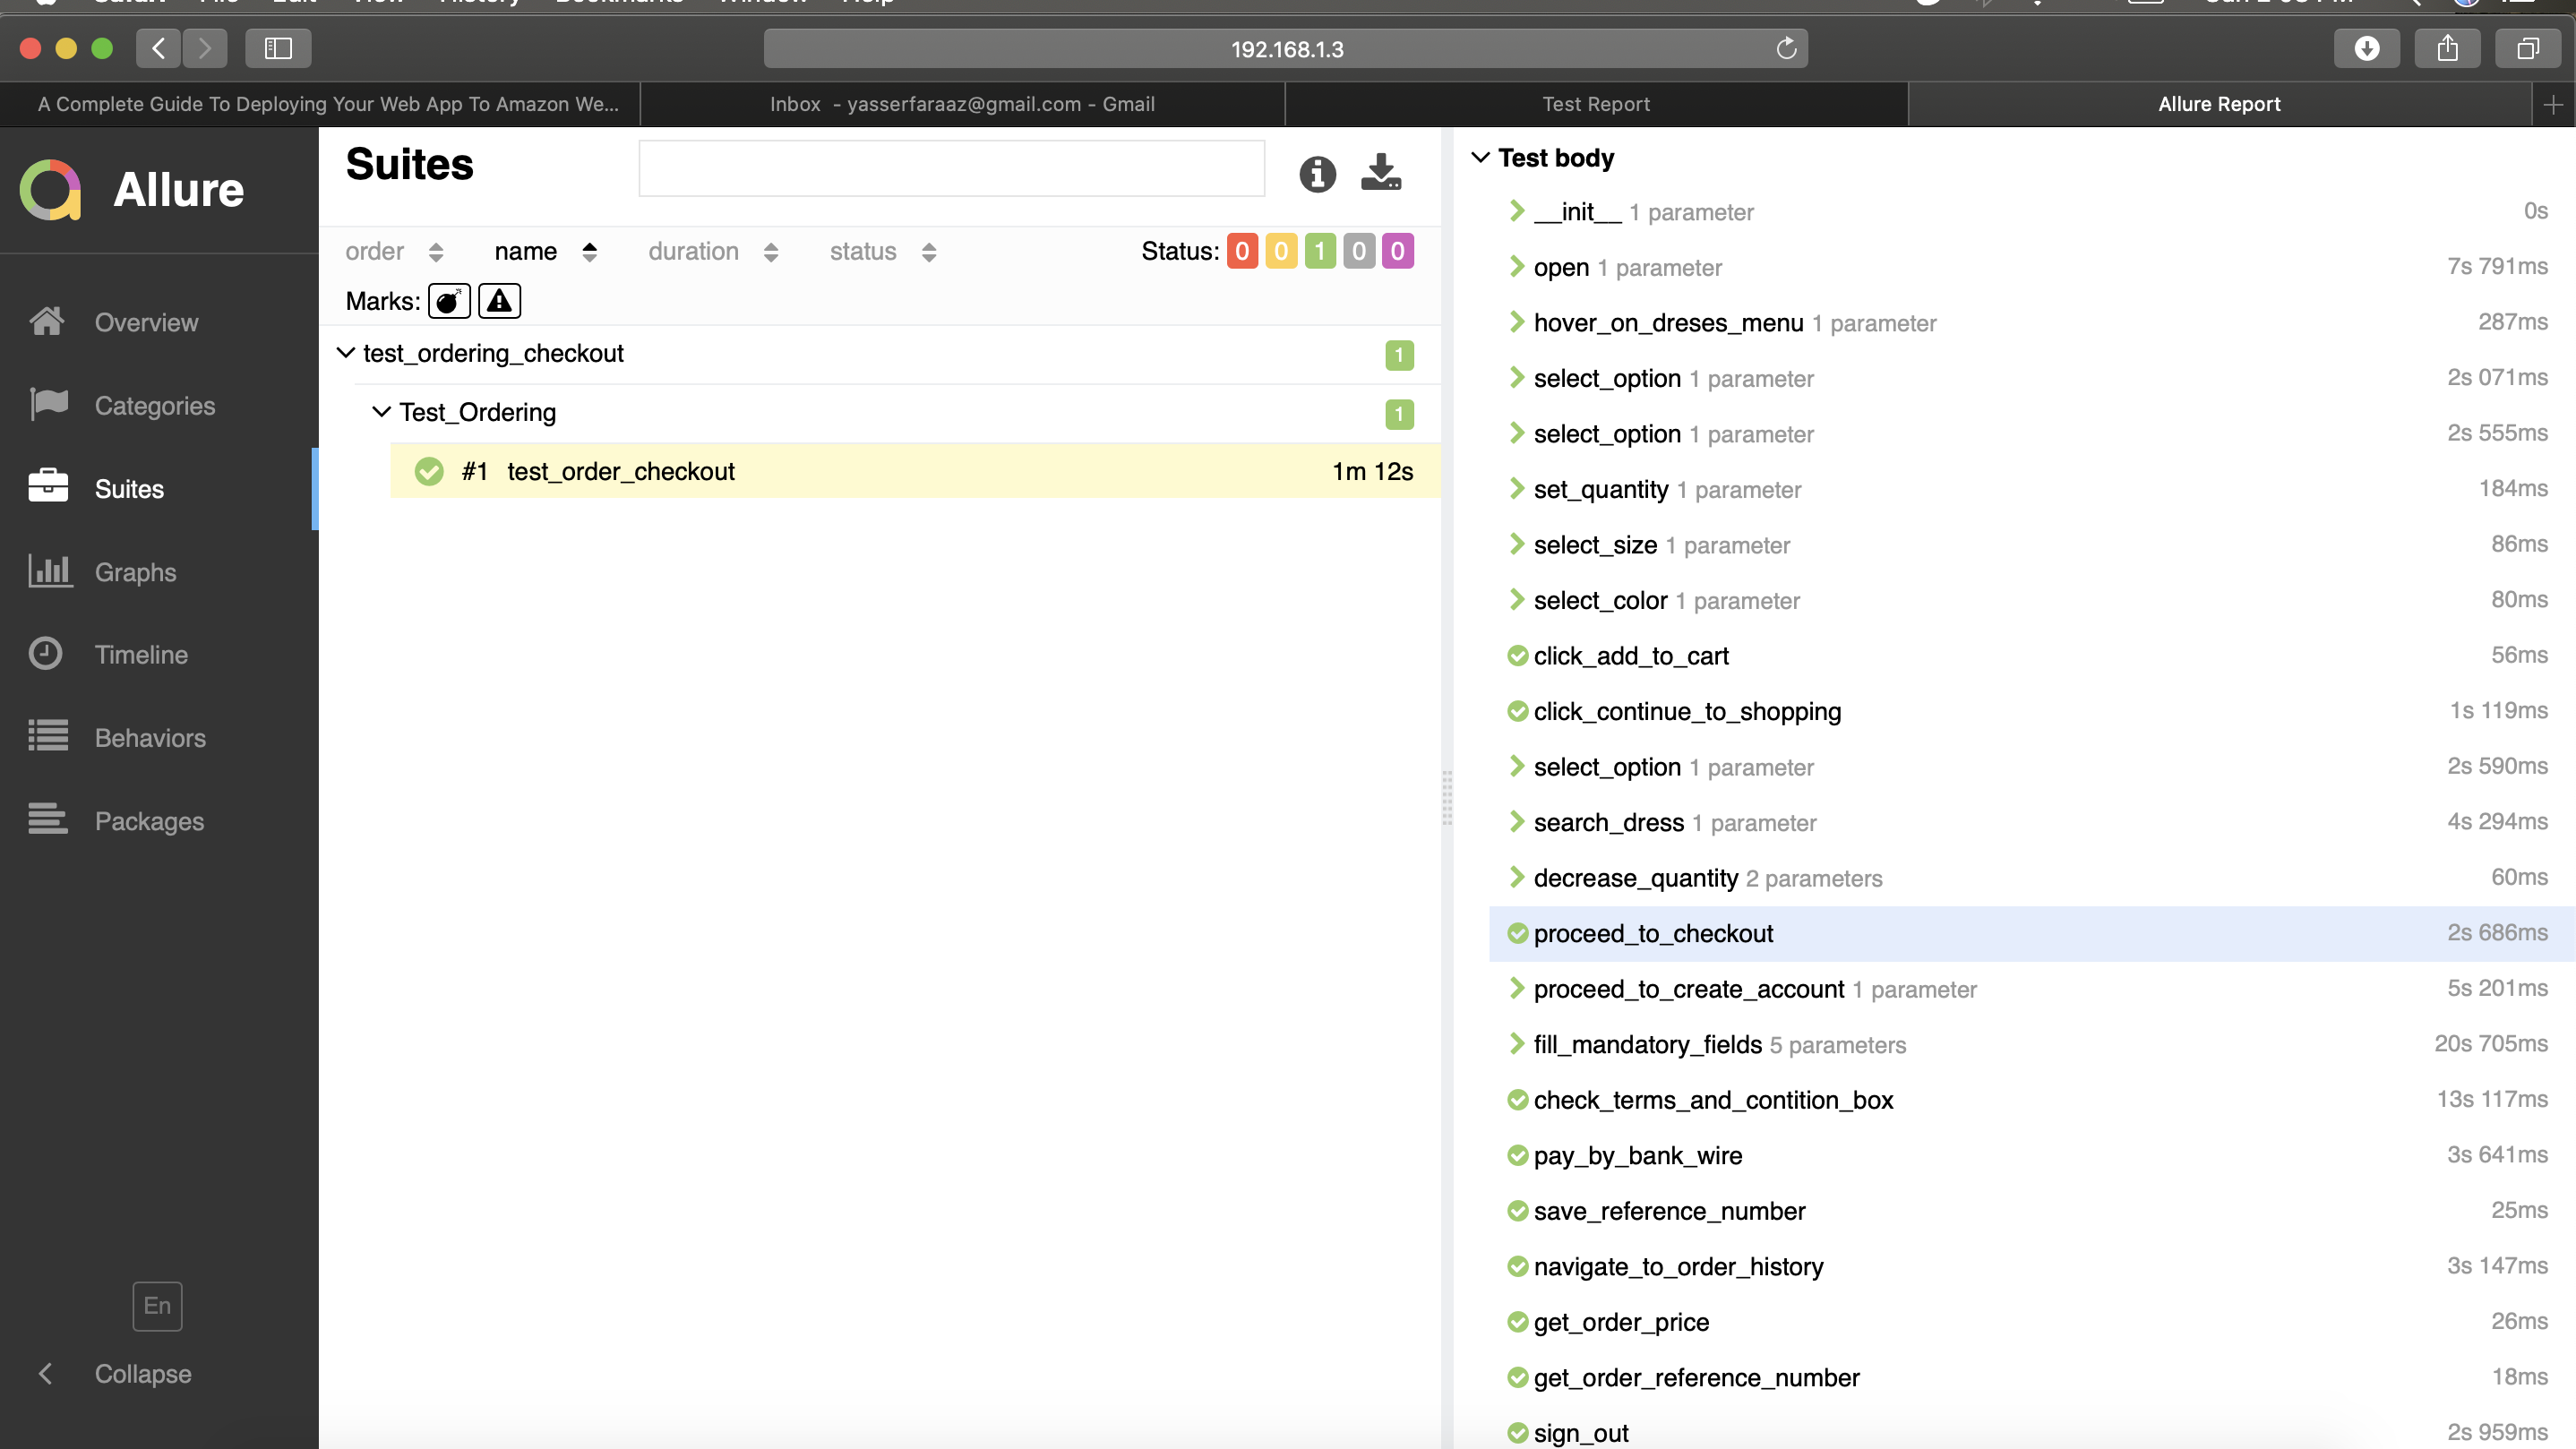 192.168.1.3
A Complete Guide To Deploying Your Web App To Amazon We...
Inbox - yasserfaraaz@gmail.com - Gmail
Test Report
Allure Report
Allure
Overview
Categories
Suites
Graphs
Timeline
Behaviors
Packages
En
Collapse
Suites
order name duration status Status: 0 0 1 0 0
Marks:
test_ordering_checkout 1
Test_Ordering 1
#1 test_order_checkout 1m 12s
Test body
__init__ 1 parameter 0s
open 1 parameter 7s 791ms
hover_on_dreses_menu 1 parameter 287ms
select_option 1 parameter 2s 071ms
select_option 1 parameter 2s 555ms
set_quantity 1 parameter 184ms
select_size 1 parameter 86ms
select_color 1 parameter 80ms
click_add_to_cart 56ms
click_continue_to_shopping 1s 119ms
select_option 1 parameter 2s 590ms
search_dress 1 parameter 4s 294ms
decrease_quantity 2 parameters 60ms
proceed_to_checkout 2s 686ms
proceed_to_create_account 1 parameter 5s 201ms
fill_mandatory_fields 5 parameters 20s 705ms
check_terms_and_contition_box 13s 117ms
pay_by_bank_wire 3s 641ms
save_reference_number 25ms
navigate_to_order_history 3s 147ms
get_order_price 26ms
get_order_reference_number 18ms
sign_out 2s 959ms